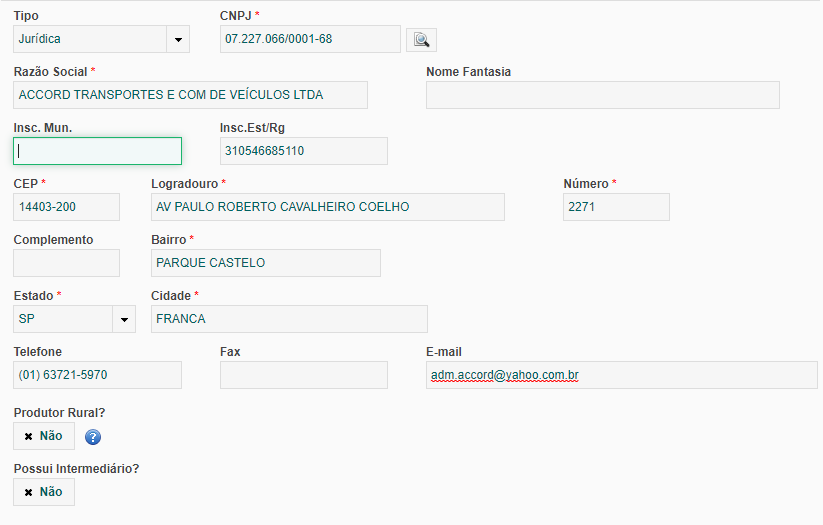 Tipo CNPJ *
Jurídica 07.227.066/0001-68
Razão Social * Nome Fantasia
ACCORD TRANSPORTES E COM DE VEÍCULOS LTDA
Insc. Mun. Insc.Est/Rg
310546685110
CEP * Logradouro * Número *
14403-200 AV PAULO ROBERTO CAVALHEIRO COELHO 2271
Complemento Bairro *
PARQUE CASTELO
Estado * Cidade *
SP FRANCA
Telefone Fax E-mail
(01) 63721-5970 adm.accord@yahoo.com.br
Produtor Rural?
✖ Não ?
Possui Intermediário?
✖ Não